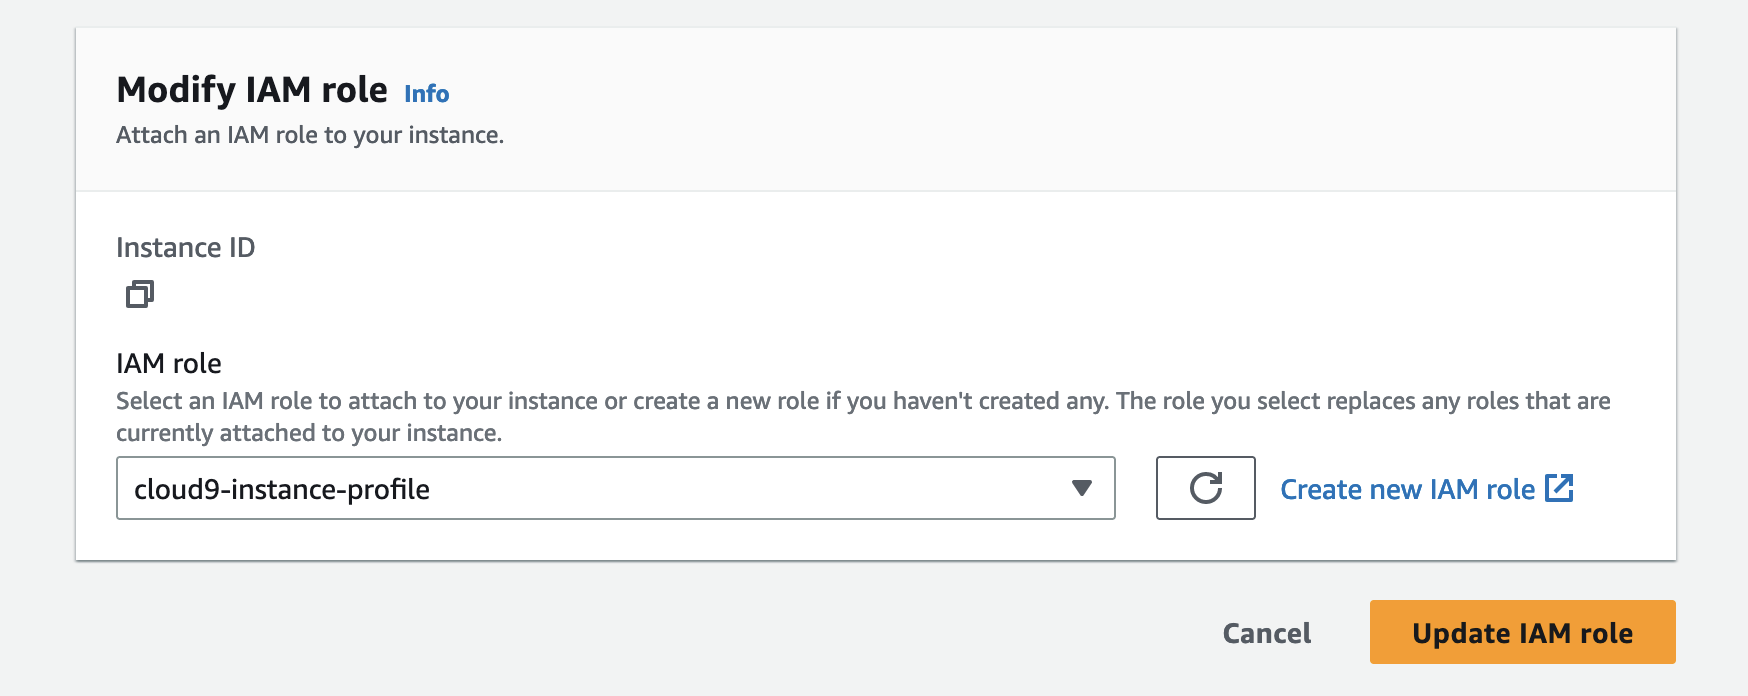 Modify IAM role Info
Attach an IAM role to your instance.
Instance ID
IAM role
Select an IAM role to attach to your instance or create a new role if you haven't created any. The role you select replaces any roles that are
currently attached to your instance.
cloud9-instance-profile
Create new IAM role
Cancel
Update IAM role